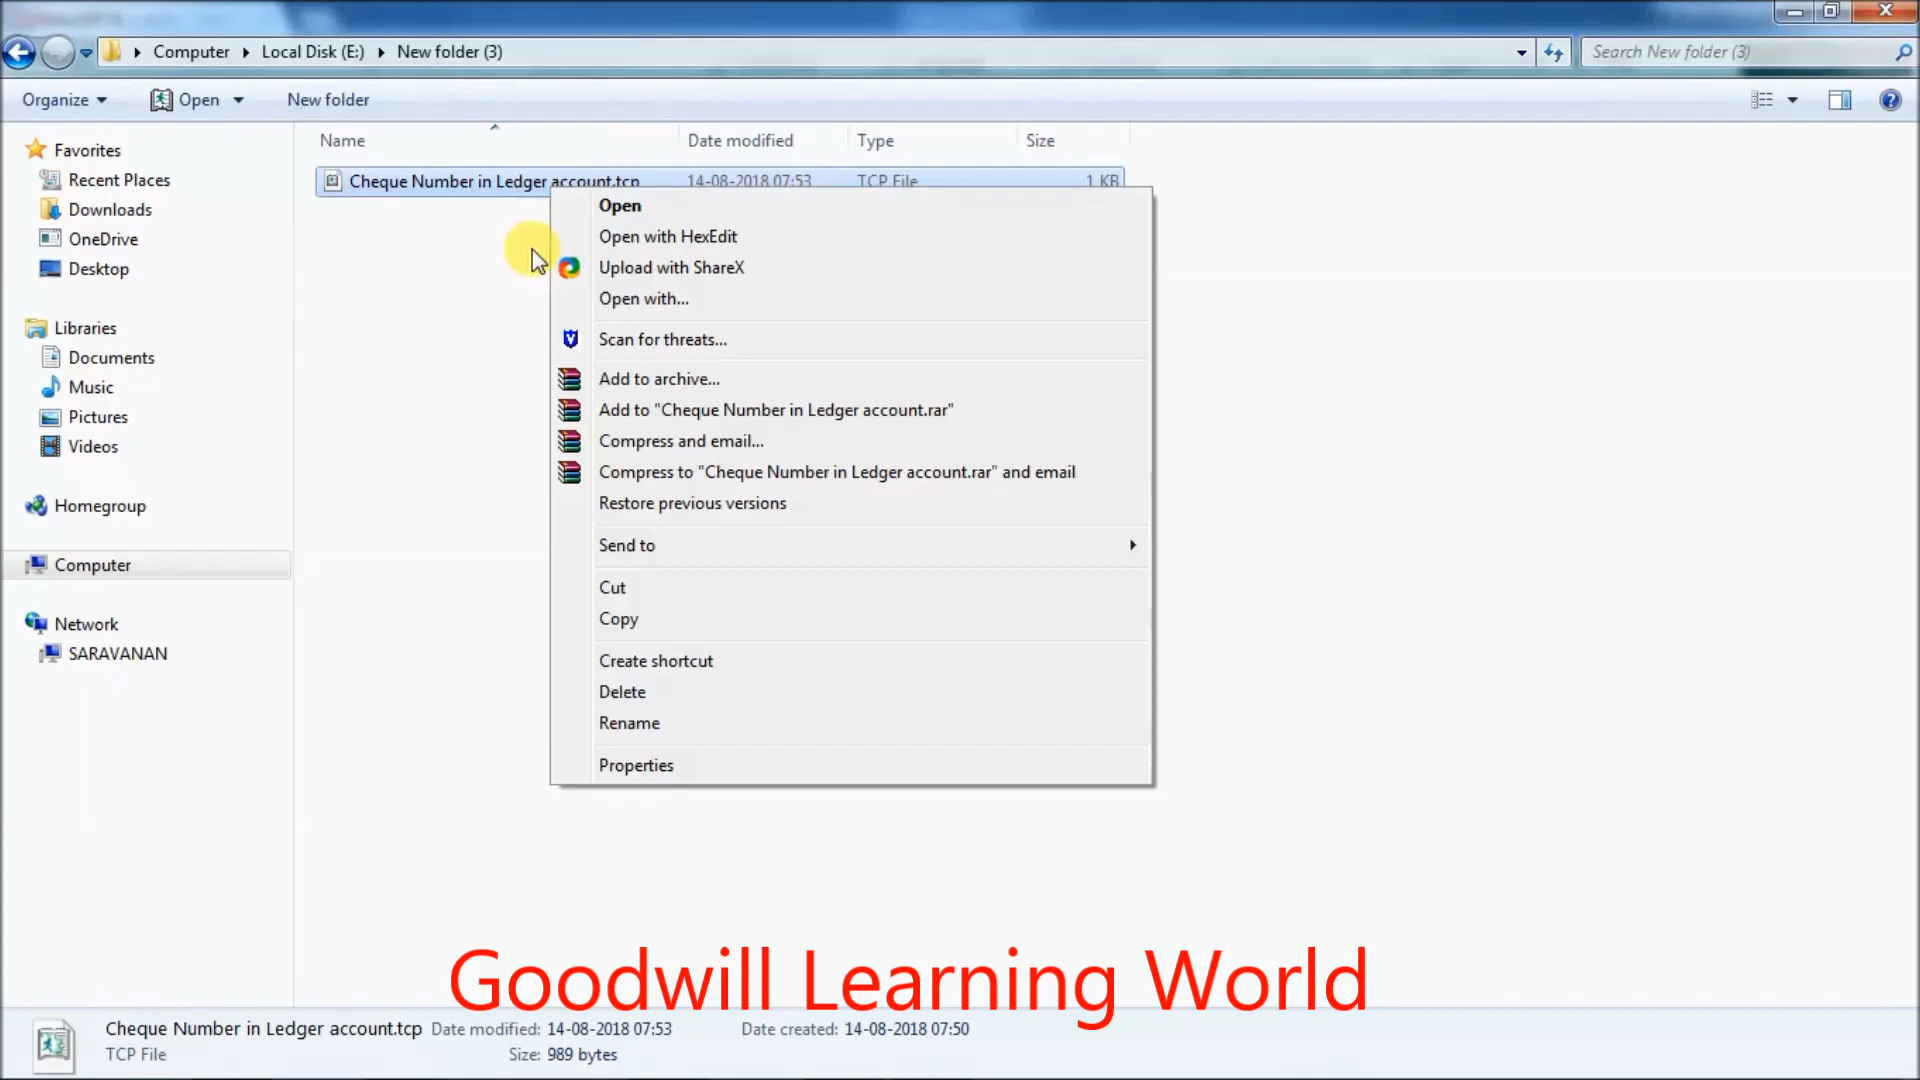 Computer Local Disk (E:) New folder (3)
Search New folder (3)
Organize Open New folder
Name Date modified Type Size
Cheque Number in Ledger account.tcp 14-08-2018 07:53 TCP File 1 KB
Favorites
Recent Places
Downloads
OneDrive
Desktop
Libraries
Documents
Music
Pictures
Videos
Homegroup
Computer
Network
SARAVANAN
Open
Open with HexEdit
Upload with ShareX
Open with...
Scan for threats...
Add to archive...
Add to "Cheque Number in Ledger account.rar"
Compress and email...
Compress to "Cheque Number in Ledger account.rar" and email
Restore previous versions
Send to
Cut
Copy
Create shortcut
Delete
Rename
Properties
Goodwill Learning World
Cheque Number in Ledger account.tcp Date modified: 14-08-2018 07:53 Date created: 14-08-2018 07:50
TCP File Size: 989 bytes